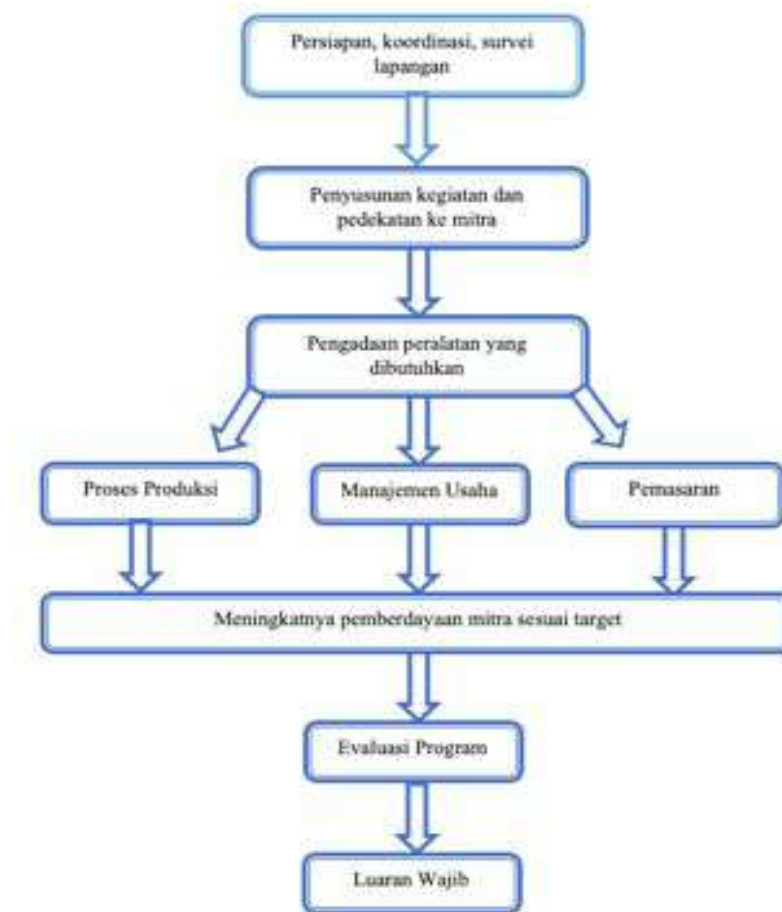 Persiapan, koordinasi, survei
lapangan
Penyusunan kegiatan dan
pedekatan ke mitra
Pengadaan peralatan yang
dibutuhkan
Proses Produksi
Manajemen Usaha
Pemasaran
Meningkatnya pemberdayaan mitra sesuai target
Evaluasi Program
Luaran Wajib